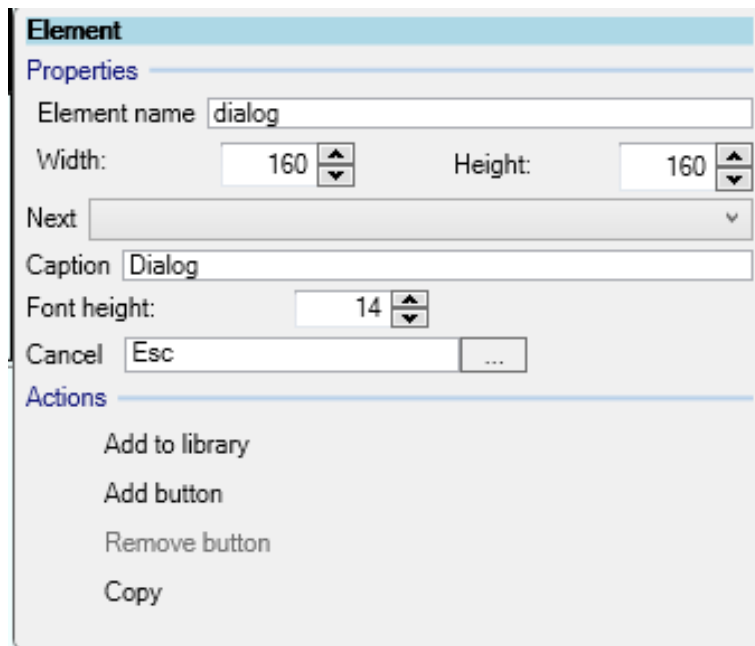 Element
Properties
Element name dialog
Width: 160 Height: 160
Next
Caption Dialog
Font height: 14
Cancel Esc ...
Actions
Add to library
Add button
Remove button
Copy